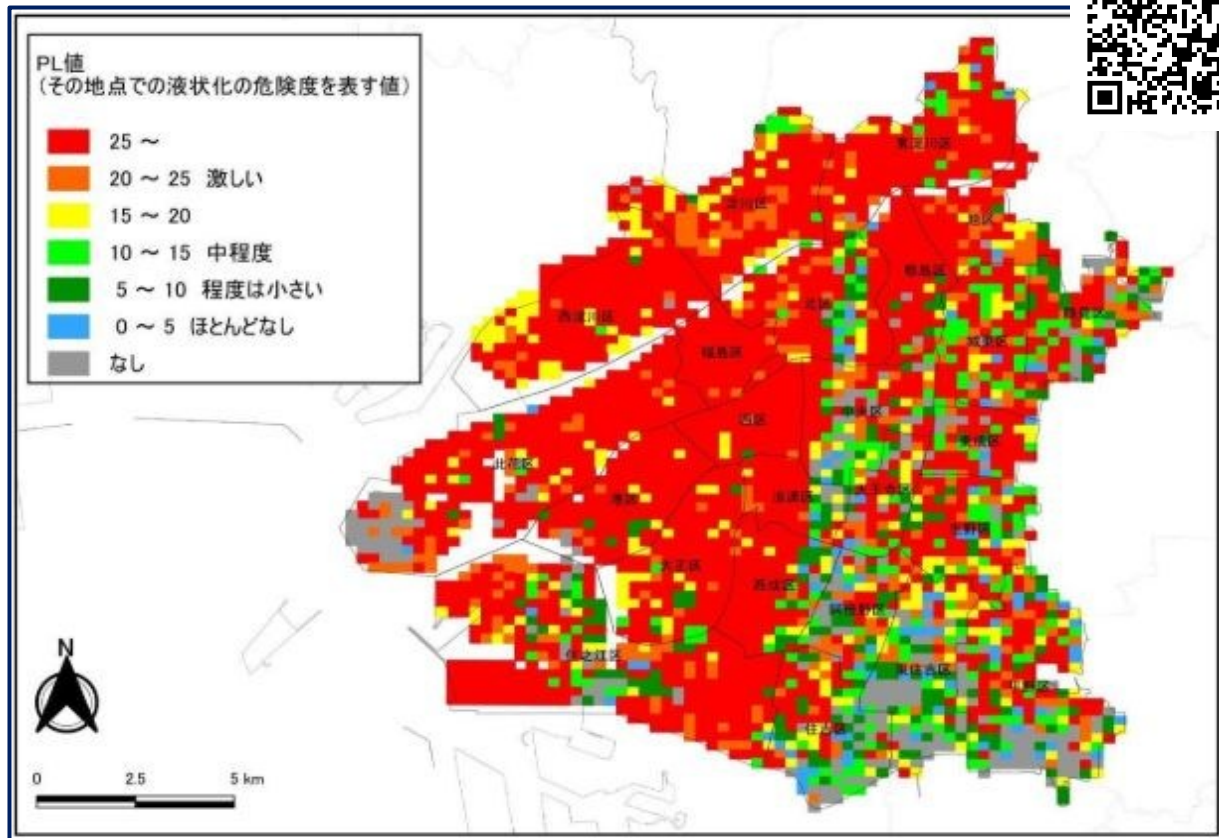 PL値
(その地点での液状化の危険度を表す値)
25 ～
20 ～ 25 激しい
15 ～ 20
10 ～ 15 中程度
5 ～ 10 程度は小さい
0 ～ 5 ほとんどなし
なし
東淀川区
淀川区
旭区
都島区
鶴見区
北区
西淀川区
城東区
福島区
中央区
西区
東成区
此花区
天王寺区
港区
浪速区
生野区
大正区
西成区
阿倍野区
住之江区
東住吉区
平野区
住吉区
N
0 2.5 5 km